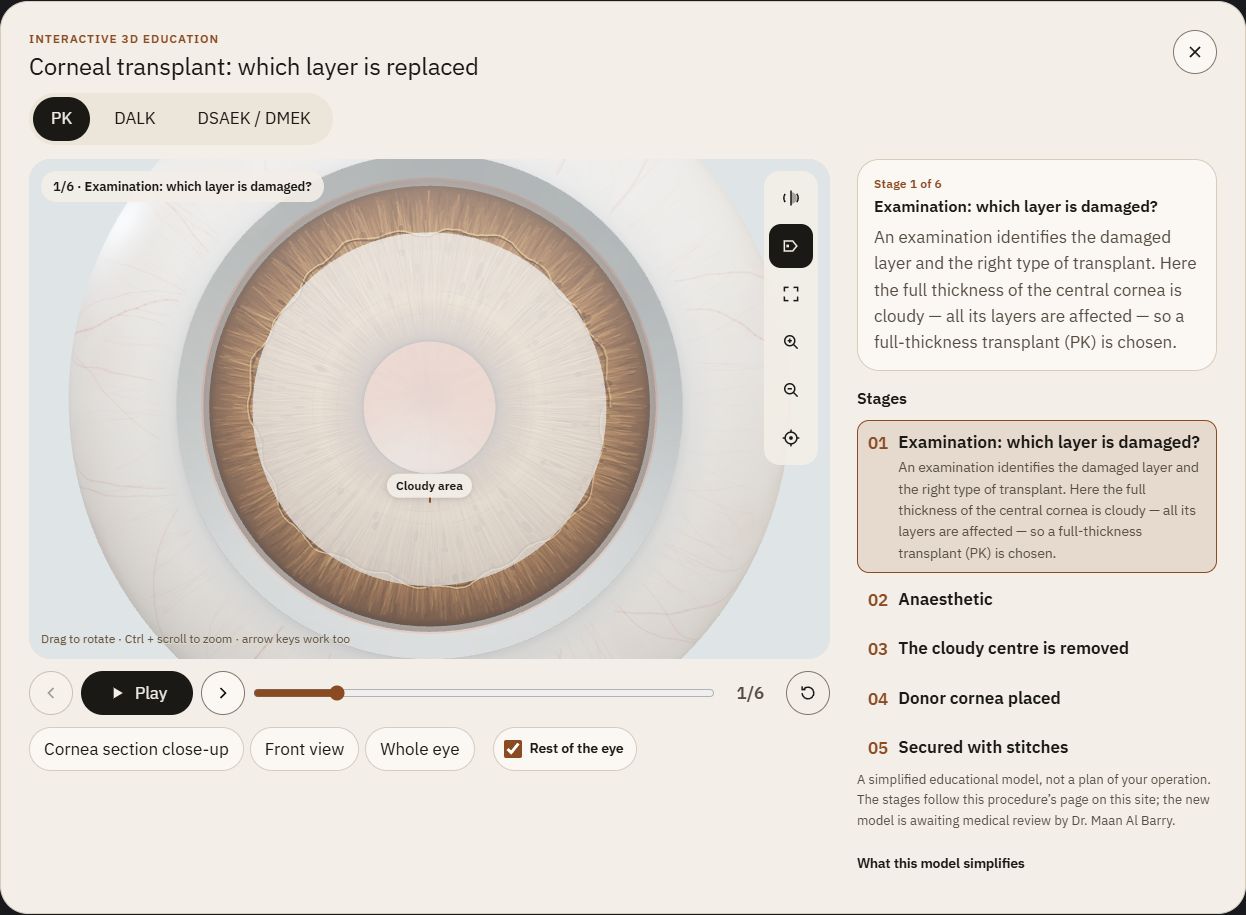 INTERACTIVE 3D EDUCATION
Corneal transplant: which layer is replaced
PK
DALK
DSAEK / DMEK
1/6 · Examination: which layer is damaged?
Cloudy area
Drag to rotate · Ctrl + scroll to zoom · arrow keys work too
Play
1/6
Cornea section close-up
Front view
Whole eye
Rest of the eye
Stage 1 of 6
Examination: which layer is damaged?
An examination identifies the damaged
layer and the right type of transplant. Here
the full thickness of the central cornea is
cloudy — all its layers are affected — so a
full-thickness transplant (PK) is chosen.
Stages
01 Examination: which layer is damaged?
An examination identifies the damaged layer and
the right type of transplant. Here the full
thickness of the central cornea is cloudy — all its
layers are affected — so a full-thickness
transplant (PK) is chosen.
02 Anaesthetic
03 The cloudy centre is removed
04 Donor cornea placed
05 Secured with stitches
A simplified educational model, not a plan of your operation.
The stages follow this procedure’s page on this site; the new
model is awaiting medical review by Dr. Maan Al Barry.
What this model simplifies